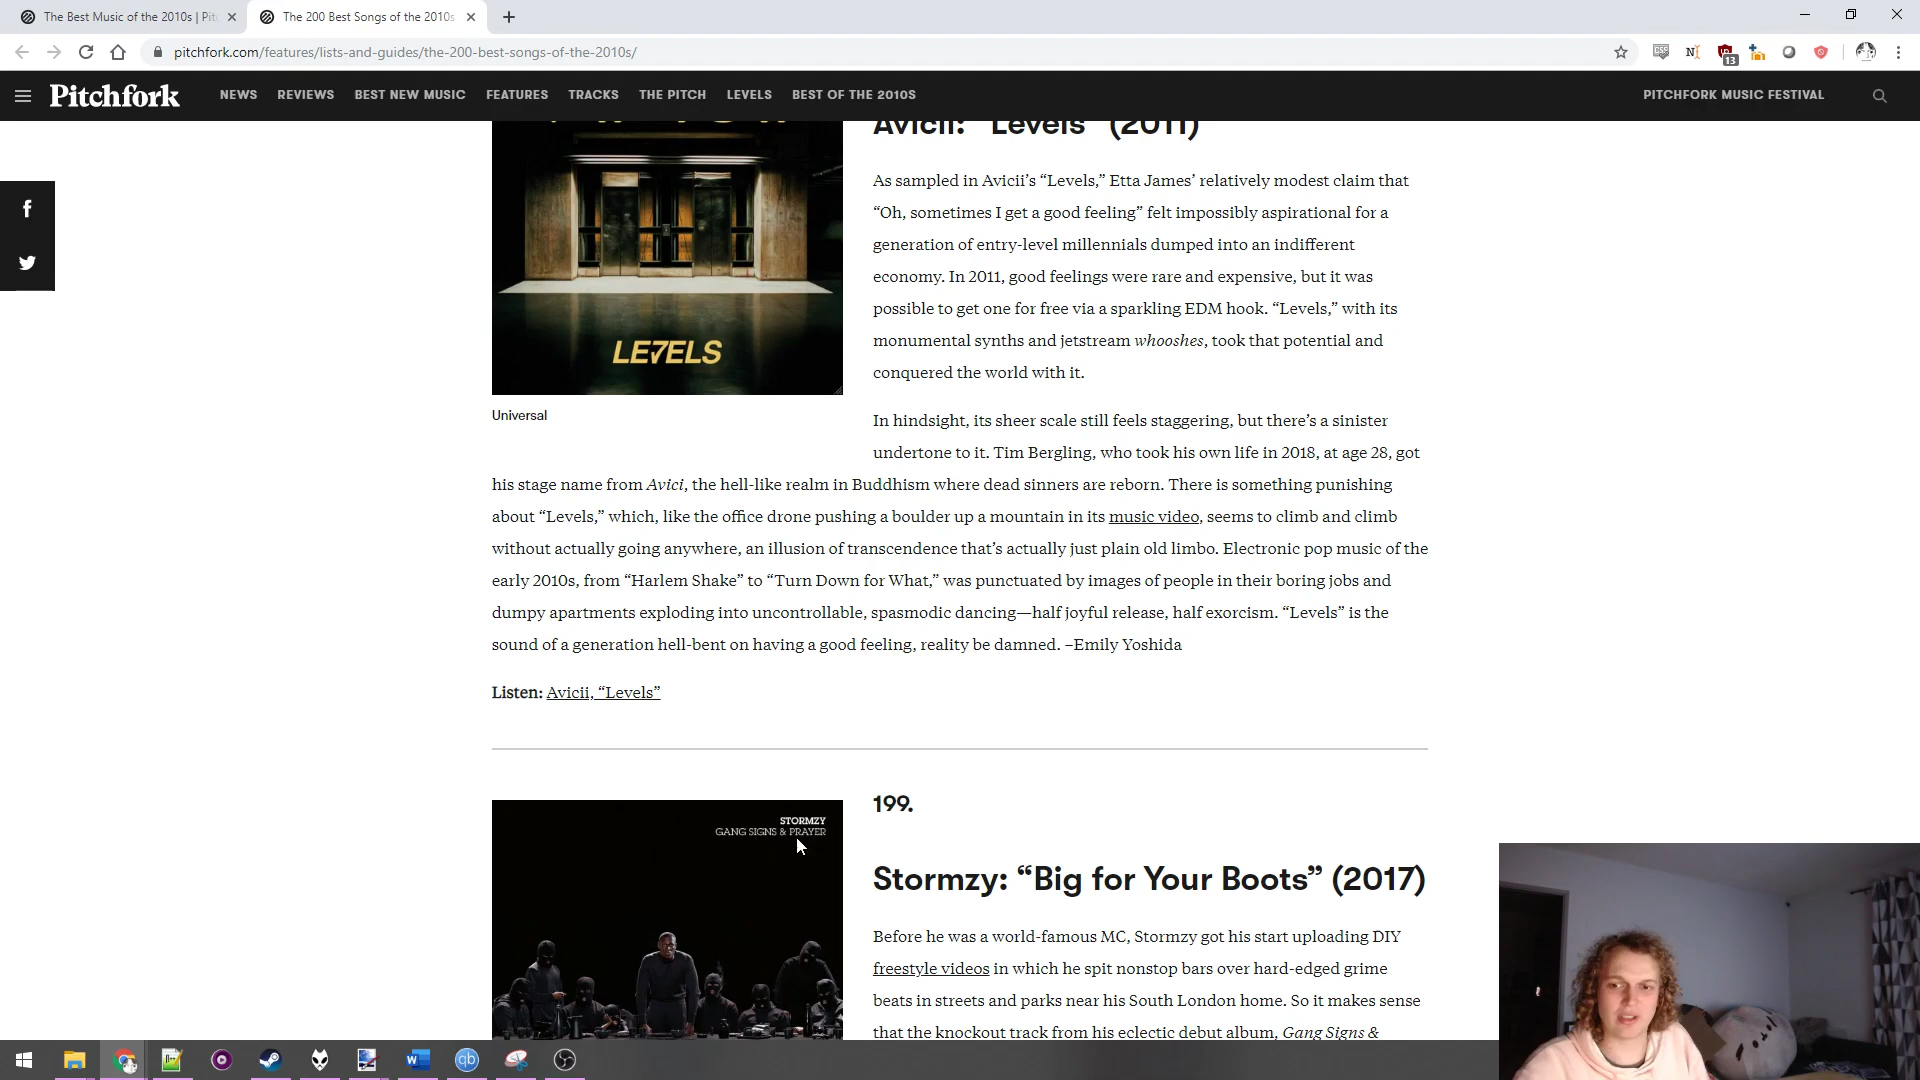 The Best Music of the 2010s | Pit
The 200 Best Songs of the 2010s
pitchfork.com/features/lists-and-guides/the-200-best-songs-of-the-2010s/
13
Pitchfork
NEWS REVIEWS BEST NEW MUSIC FEATURES TRACKS THE PITCH LEVELS BEST OF THE 2010S PITCHFORK MUSIC FESTIVAL
Avicii: “Levels” (2011)
As sampled in Avicii’s “Levels,” Etta James’ relatively modest claim that
“Oh, sometimes I get a good feeling” felt impossibly aspirational for a
generation of entry-level millennials dumped into an indifferent
economy. In 2011, good feelings were rare and expensive, but it was
possible to get one for free via a sparkling EDM hook. “Levels,” with its
monumental synths and jetstream whooshes, took that potential and
conquered the world with it.
LEVELS
Universal
In hindsight, its sheer scale still feels staggering, but there’s a sinister
undertone to it. Tim Bergling, who took his own life in 2018, at age 28, got
his stage name from Avici, the hell-like realm in Buddhism where dead sinners are reborn. There is something punishing
about “Levels,” which, like the office drone pushing a boulder up a mountain in its music video, seems to climb and climb
without actually going anywhere, an illusion of transcendence that’s actually just plain old limbo. Electronic pop music of the
early 2010s, from “Harlem Shake” to “Turn Down for What,” was punctuated by images of people in their boring jobs and
dumpy apartments exploding into uncontrollable, spasmodic dancing—half joyful release, half exorcism. “Levels” is the
sound of a generation hell-bent on having a good feeling, reality be damned. –Emily Yoshida
Listen: Avicii, “Levels”
199.
STORMZY
GANG SIGNS & PRAYER
Stormzy: “Big for Your Boots” (2017)
Before he was a world-famous MC, Stormzy got his start uploading DIY
freestyle videos in which he spit nonstop bars over hard-edged grime
beats in streets and parks near his South London home. So it makes sense
that the knockout track from his eclectic debut album, Gang Signs &